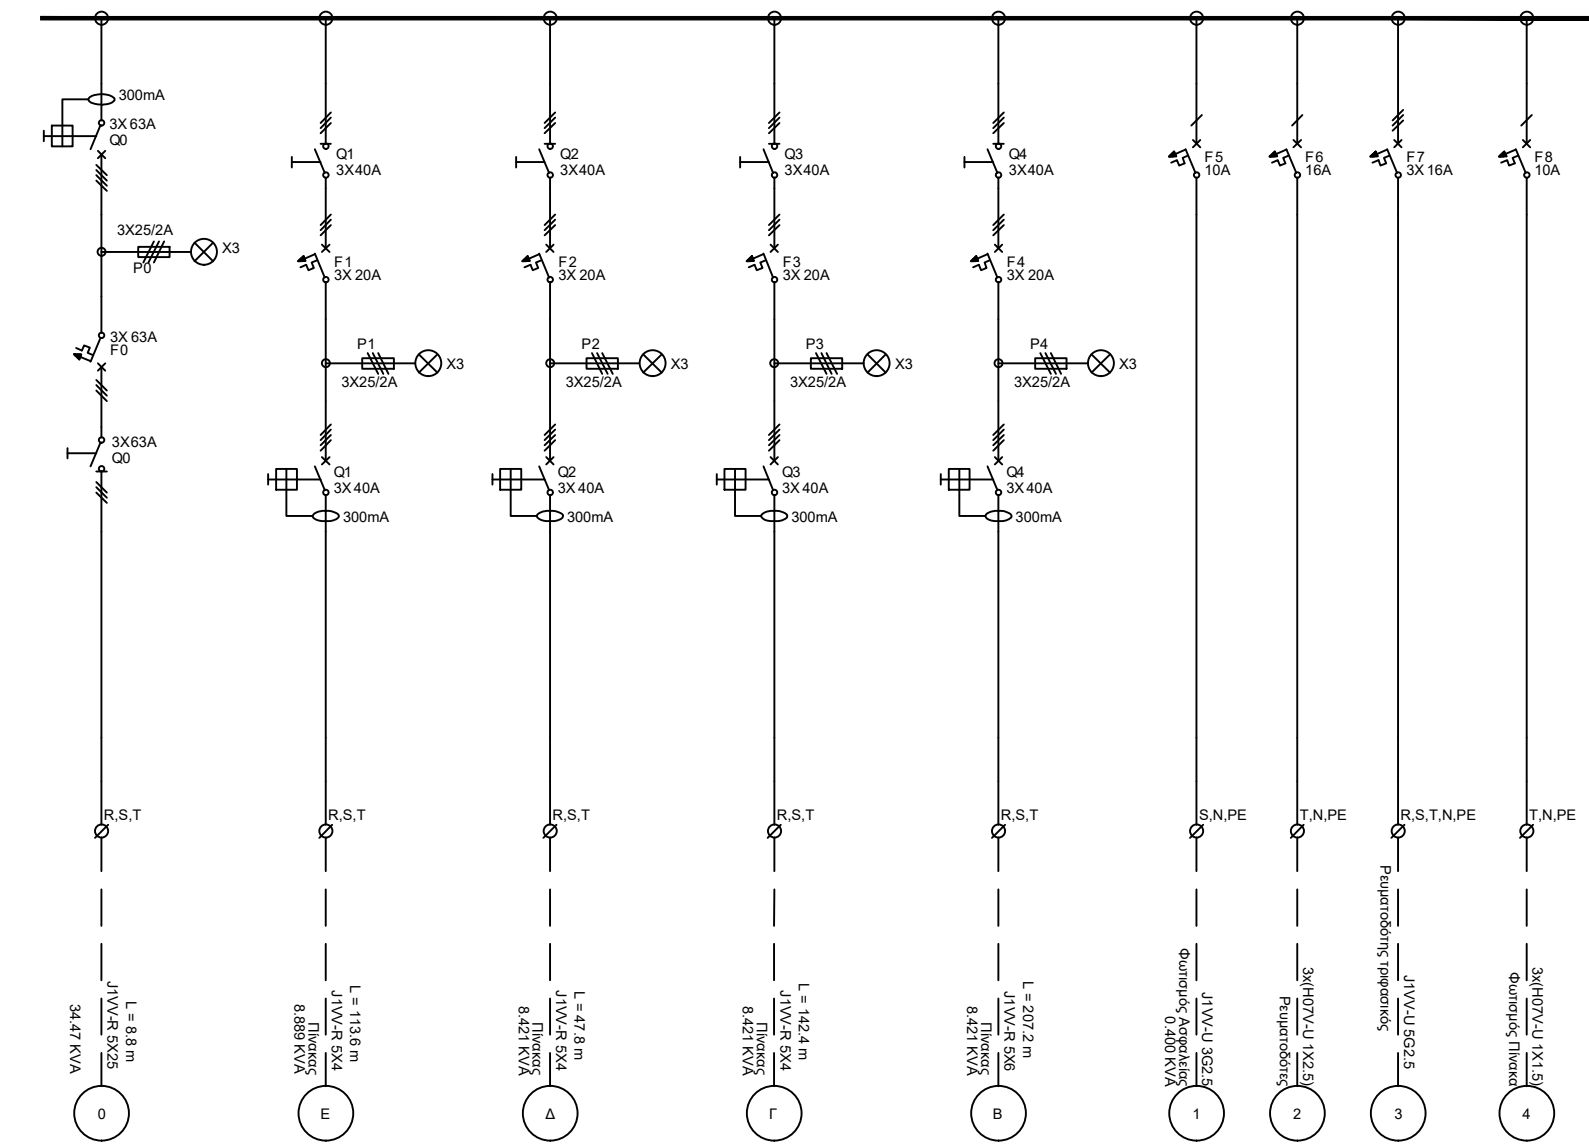 300mA
3X 63A
Q0
3X25/2A
P0
X3
3X 63A
F0
3X63A
Q0
R,S,T
L = 8.8 m
J1VV-R 5X25
34.47 KVA
0
Q1
3X40A
F1
3X 20A
P1
3X25/2A
X3
Q1
3X 40A
300mA
R,S,T
L = 113.6 m
J1VV-R 5X4
Πίνακας
8.889 KVA
E
Q2
3X40A
F2
3X 20A
P2
3X25/2A
X3
Q2
3X 40A
300mA
R,S,T
L = 47.8 m
J1VV-R 5X4
Πίνακας
8.421 KVA
Δ
Q3
3X40A
F3
3X 20A
P3
3X25/2A
X3
Q3
3X 40A
300mA
R,S,T
L = 142.4 m
J1VV-R 5X4
Πίνακας
8.421 KVA
Γ
Q4
3X40A
F4
3X 20A
P4
3X25/2A
X3
Q4
3X 40A
300mA
R,S,T
L = 207.2 m
J1VV-R 5X6
Πίνακας
8.421 KVA
B
F5
10A
S,N,PE
J1VV-U 3G2.5
Φωτισμός Ασφαλείας
0.400 KVA
1
F6
16A
T,N,PE
3x(H07V-U 1X2.5)
Ρευματοδότες
2
F7
3X 16A
R,S,T,N,PE
J1VV-U 5G2.5
Ρευματοδότης τριφασικός
3
F8
10A
T,N,PE
3x(H07V-U 1X1.5)
Φωτισμός Πίνακα
4